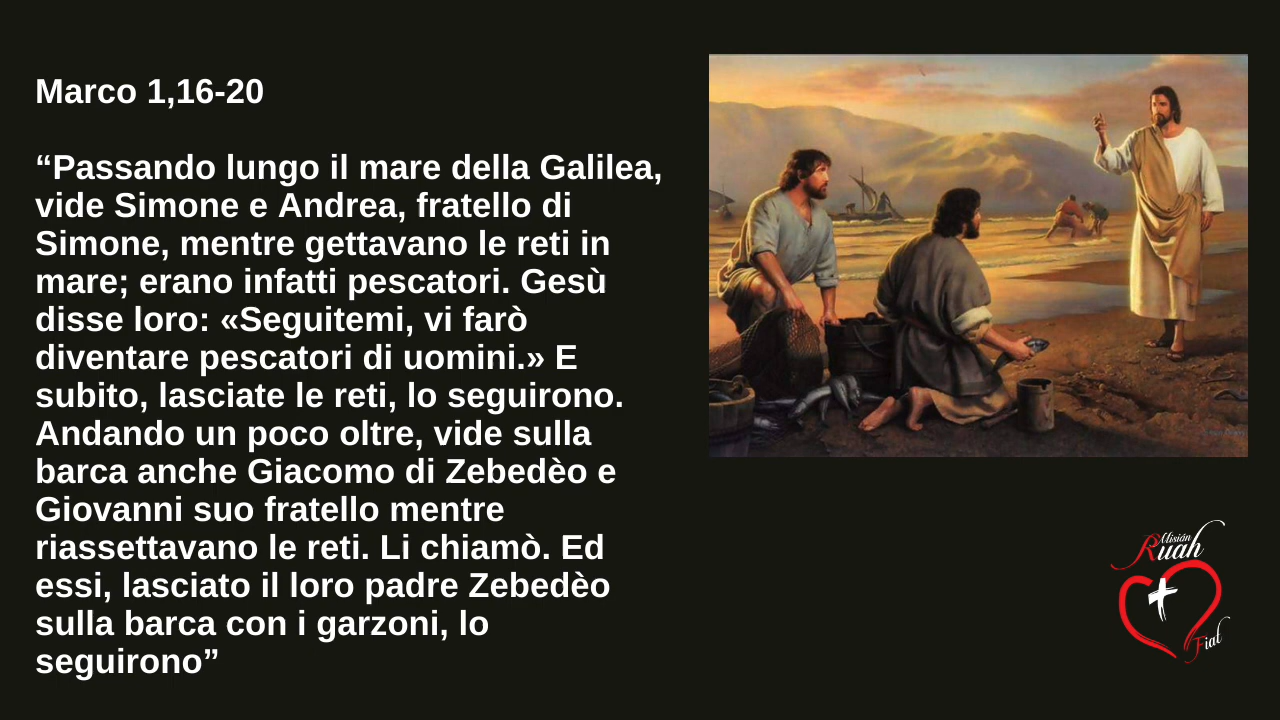 Marco 1,16-20
“Passando lungo il mare della Galilea,
vide Simone e Andrea, fratello di
Simone, mentre gettavano le reti in
mare; erano infatti pescatori. Gesù
disse loro: «Seguitemi, vi farò
diventare pescatori di uomini.» E
subito, lasciate le reti, lo seguirono.
Andando un poco oltre, vide sulla
barca anche Giacomo di Zebedèo e
Giovanni suo fratello mentre
riassettavano le reti. Li chiamò. Ed
essi, lasciato il loro padre Zebedèo
sulla barca con i garzoni, lo
seguirono”
Misión
Ruah
Fiat